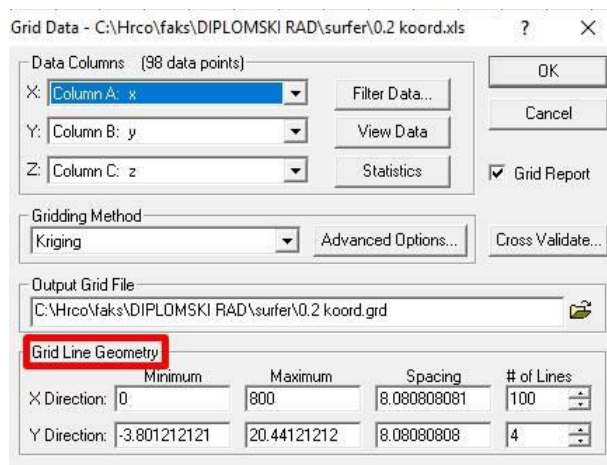 Grid Data - C:\Hrco\faks\DIPLOMSKI RAD\surfer\0.2 koord.xls ? X
Data Columns (98 data points)
X: Column A: x
Filter Data...
OK
Y: Column B: y
View Data
Cancel
Z: Column C: z
Statistics
Grid Report
Gridding Method
Kriging
Advanced Options...
Cross Validate...
Output Grid File
C:\Hrco\faks\DIPLOMSKI RAD\surfer\0.2 koord.grd
Grid Line Geometry
Minimum Maximum Spacing # of Lines
X Direction: 0 800 8.080808081 100
Y Direction: -3.801212121 20.44121212 8.08080808 4